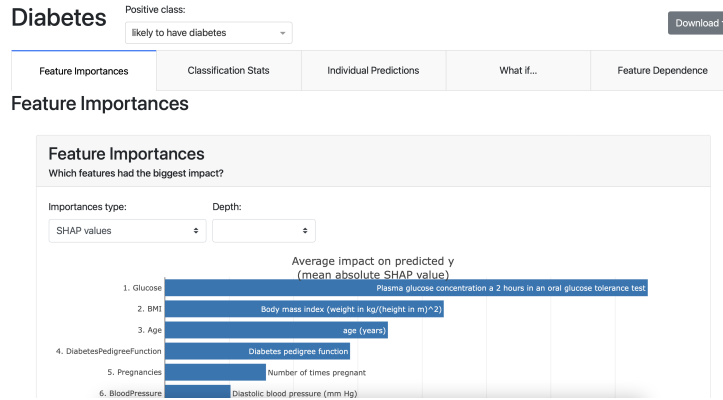 Diabetes
Positive class:
likely to have diabetes
Download
Feature Importances
Classification Stats
Individual Predictions
What if...
Feature Dependence
Feature Importances
Feature Importances
Which features had the biggest impact?
Importances type:
Depth:
SHAP values
Average impact on predicted y
(mean absolute SHAP value)
1. Glucose
Plasma glucose concentration a 2 hours in an oral glucose tolerance test
2. BMI
Body mass index (weight in kg/(height in m)^2)
3. Age
age (years)
4. DiabetesPedigreeFunction
Diabetes pedigree function
5. Pregnancies
Number of times pregnant
6. BloodPressure
Diastolic blood pressure (mm Hg)